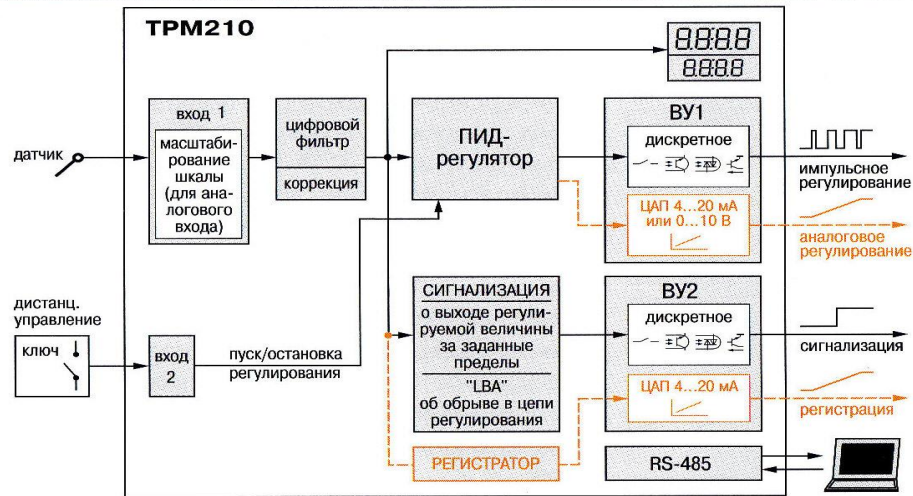 ТРМ210
8.8.8.8
8.8.8.8
вход 1
масштаби-
рование
шкалы
(для ана-
логового
входа)
датчик
цифровой
фильтр
коррекция
ПИД-
регулятор
ВУ1
дискретное
ЦАП 4...20 мА
или 0...10 В
импульсное
регулирование
аналоговое
регулирование
дистанц.
управление
ключ
вход
2
пуск/остановка
регулирования
СИГНАЛИЗАЦИЯ
о выходе регули-
руемой величины
за заданные
пределы
"LBA"
об обрыве в цепи
регулирования
РЕГИСТРАТОР
ВУ2
дискретное
ЦАП 4...20 мА
сигнализация
регистрация
RS-485